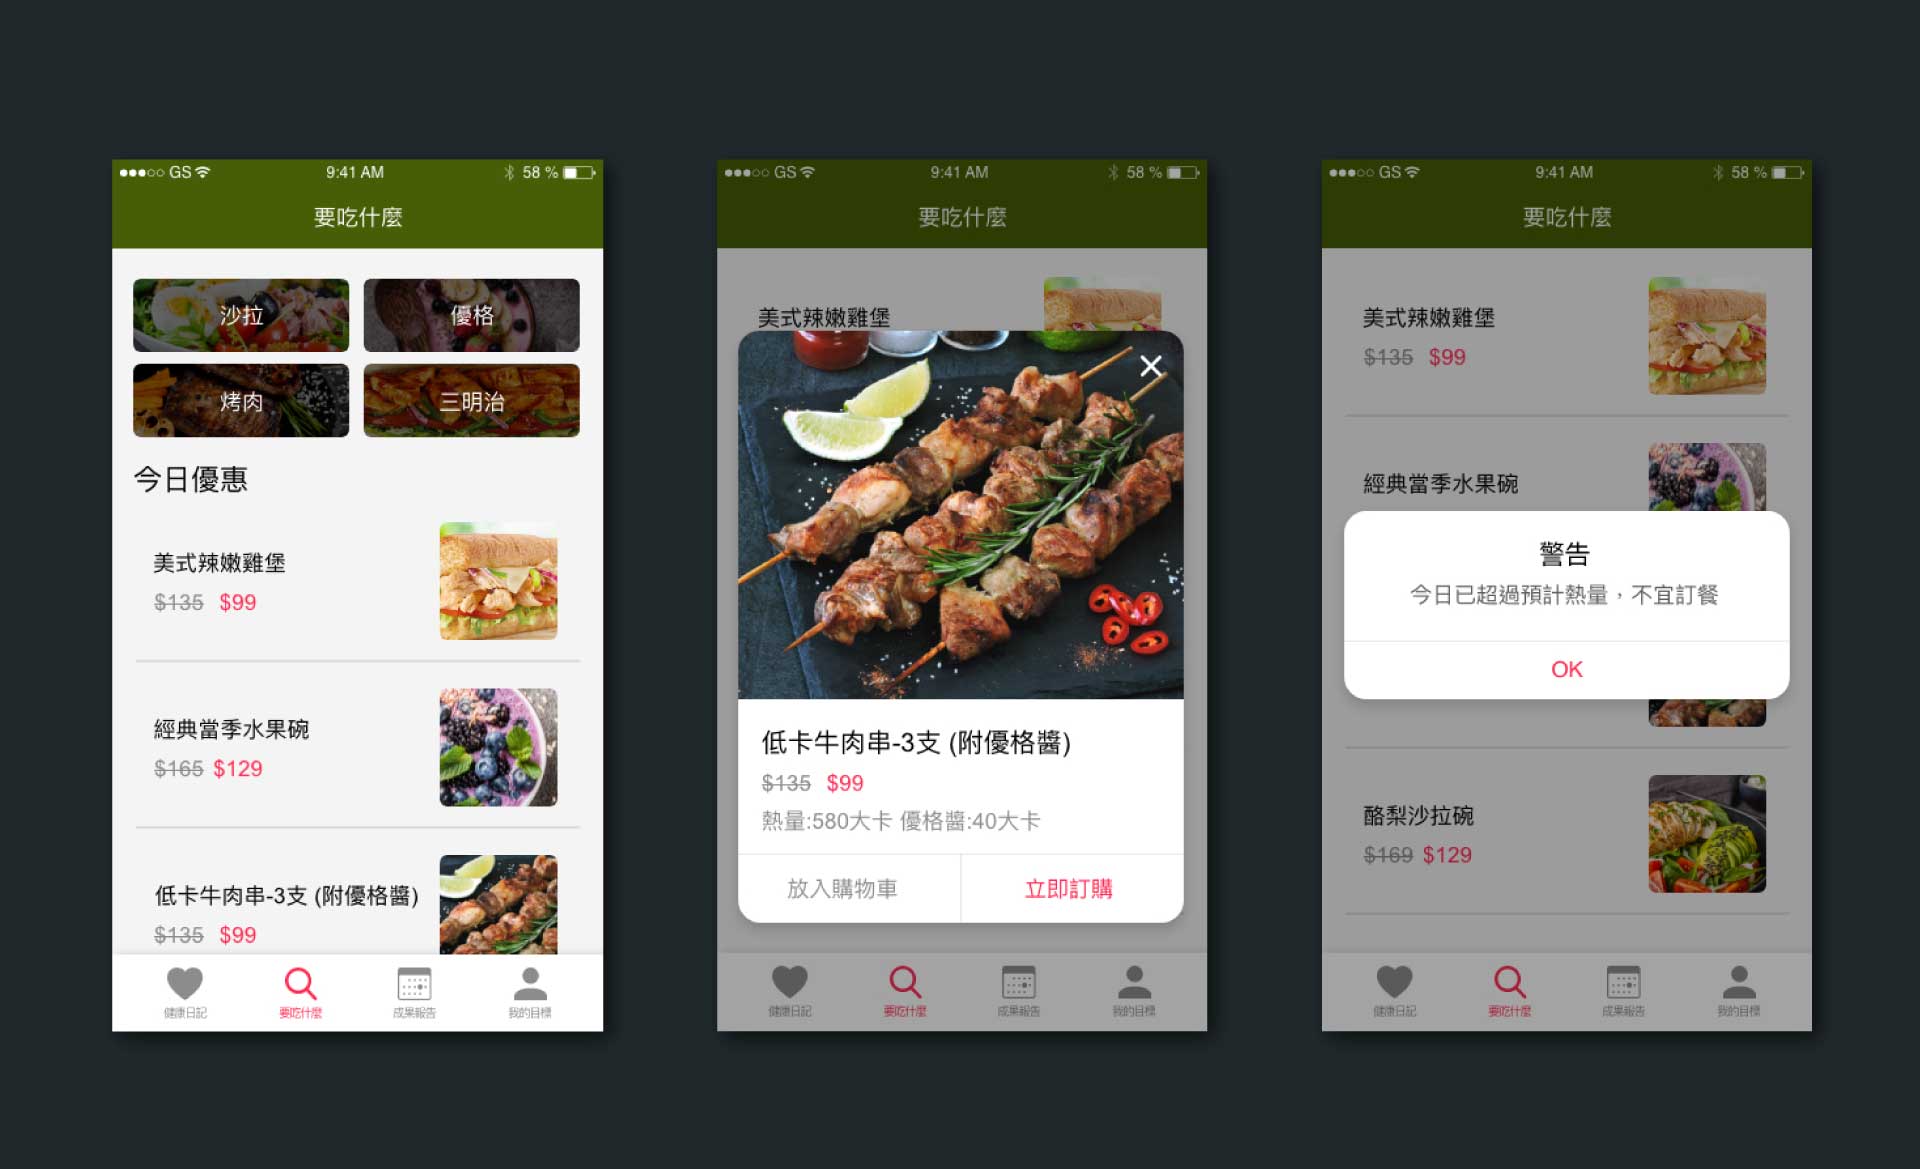 GS 9:41 AM 58 %
要吃什麼
沙拉
優格
烤肉
三明治
今日優惠
美式辣嫩雞堡
$135 $99
經典當季水果碗
$165 $129
低卡牛肉串-3支 (附優格醬)
$135 $99
健康日記
要吃什麼
成果報告
我的目標
GS 9:41 AM 58 %
要吃什麼
美式辣嫩雞堡
低卡牛肉串-3支 (附優格醬)
$135 $99
熱量:580大卡 優格醬:40大卡
放入購物車
立即訂購
健康日記
要吃什麼
成果報告
我的目標
GS 9:41 AM 58 %
要吃什麼
美式辣嫩雞堡
$135 $99
經典當季水果碗
警告
今日已超過預計熱量，不宜訂餐
OK
酪梨沙拉碗
$169 $129
健康日記
要吃什麼
成果報告
我的目標